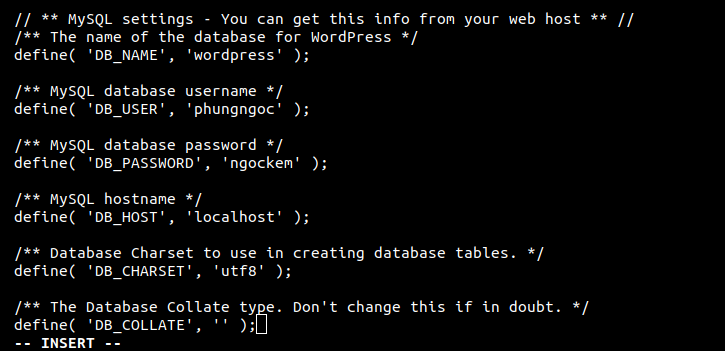 // ** MySQL settings - You can get this info from your web host ** //
/** The name of the database for WordPress */
define( 'DB_NAME', 'wordpress' );
/** MySQL database username */
define( 'DB_USER', 'phungngoc' );
/** MySQL database password */
define( 'DB_PASSWORD', 'ngockem' );
/** MySQL hostname */
define( 'DB_HOST', 'localhost' );
/** Database Charset to use in creating database tables. */
define( 'DB_CHARSET', 'utf8' );
/** The Database Collate type. Don't change this if in doubt. */
define( 'DB_COLLATE', '' );
-- INSERT --